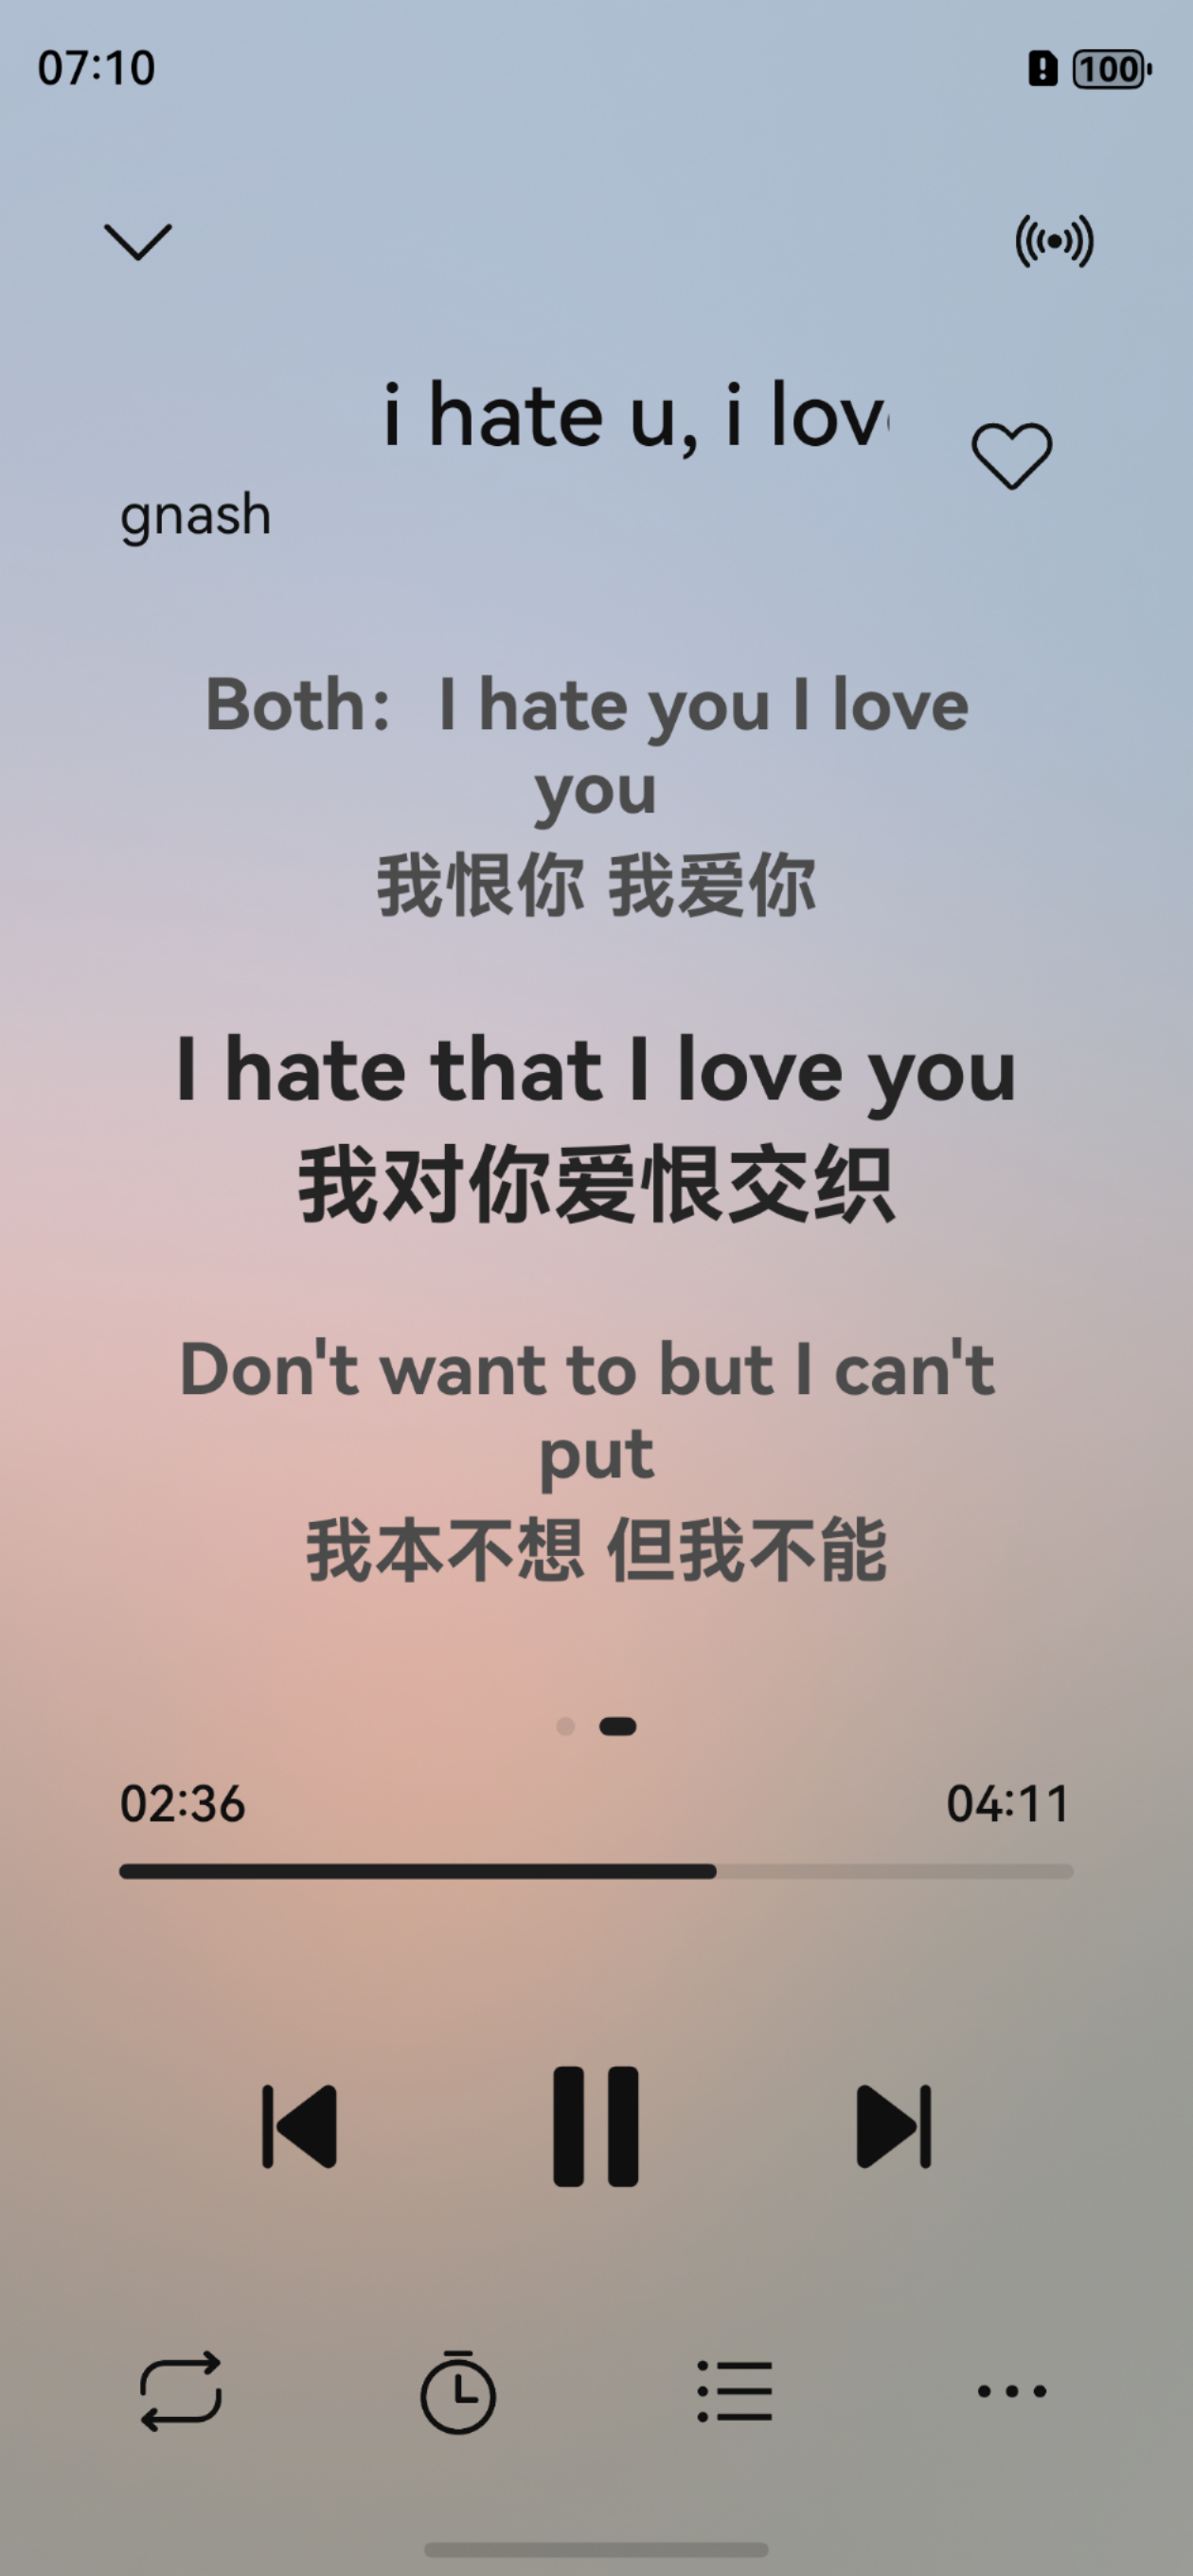 07:10
100
i hate u, i lov
gnash
Both： I hate you I love
you
我恨你 我爱你
I hate that I love you
我对你爱恨交织
Don't want to but I can't
put
我本不想 但我不能
02:36
04:11